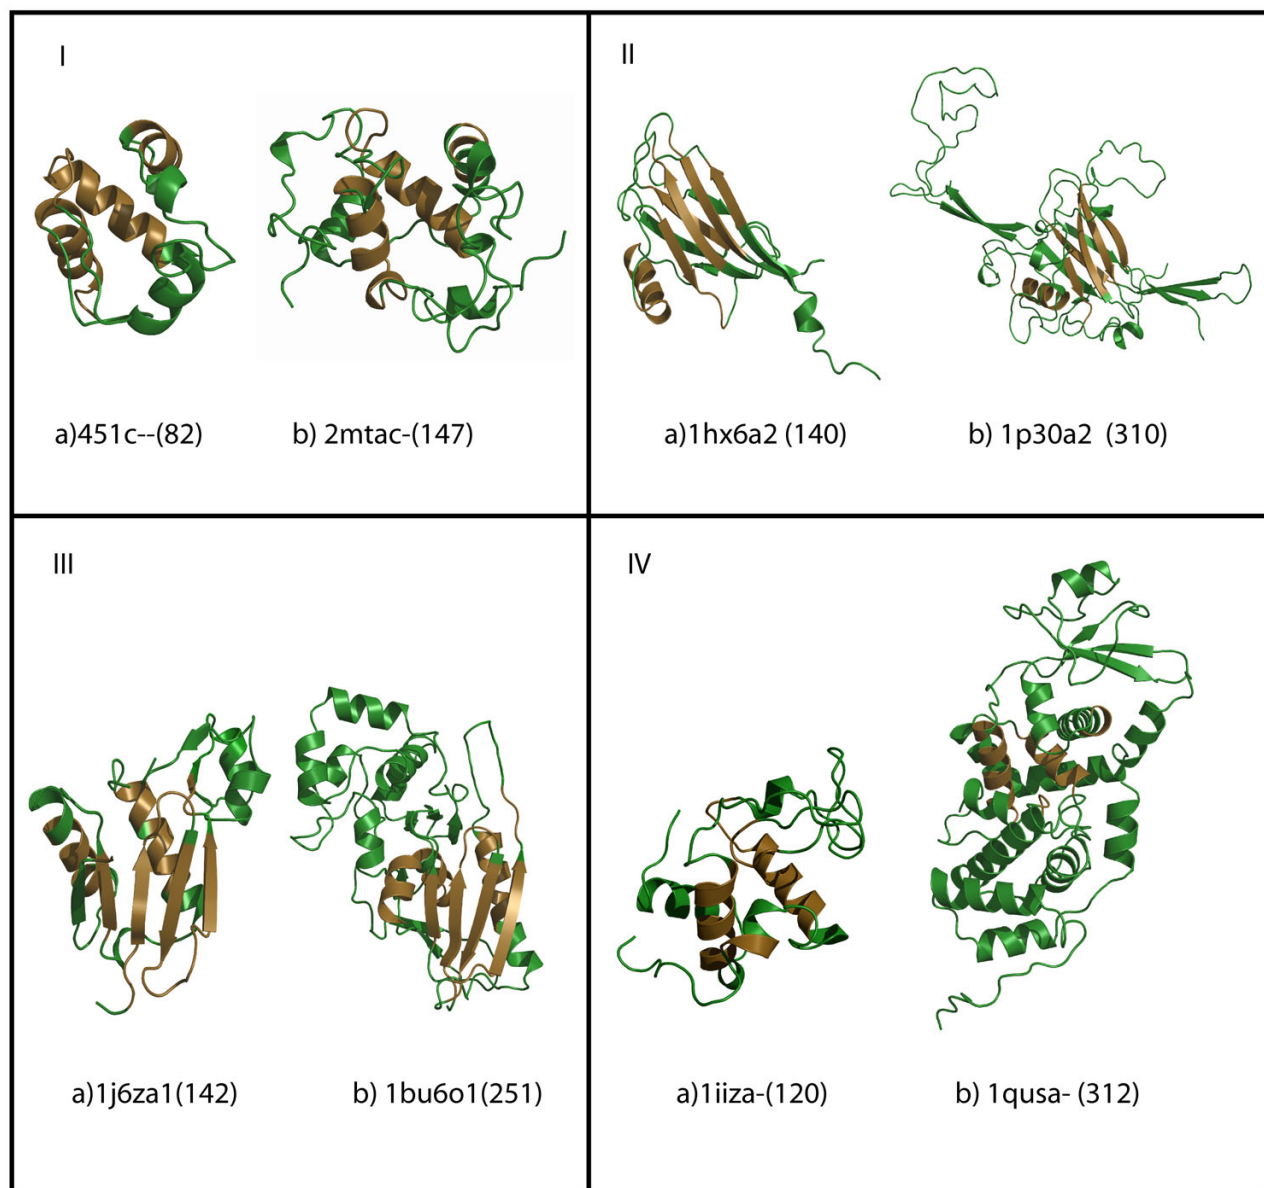 I
II
a)451c--(82)
b) 2mtac-(147)
a)1hx6a2 (140)
b) 1p30a2 (310)
III
IV
a)1j6za1(142)
b) 1bu6o1(251)
a)1iiza-(120)
b) 1qusa- (312)